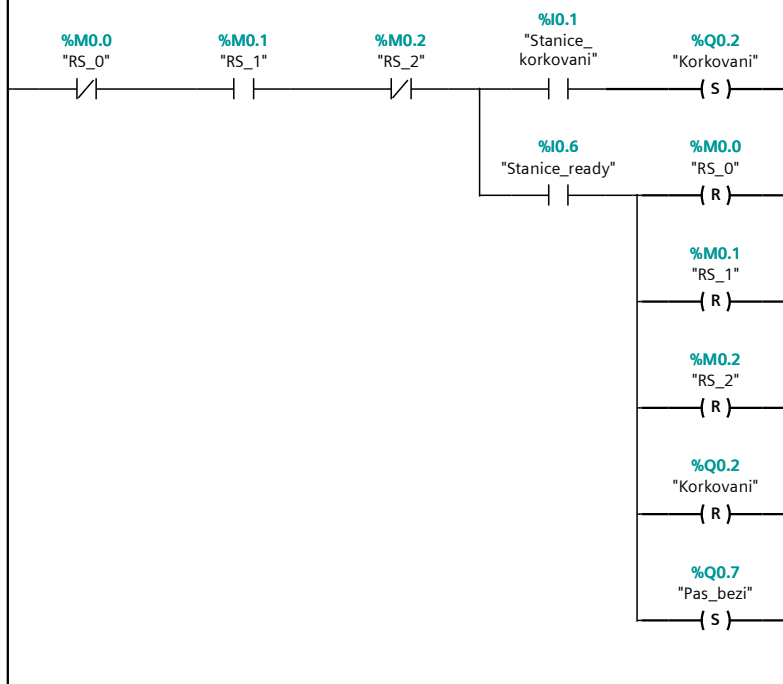 %M0.0
"RS_0"
%M0.1
"RS_1"
%M0.2
"RS_2"
%I0.1
"Stanice_
korkovani"
%Q0.2
"Korkovani"
S
%I0.6
"Stanice_ready"
%M0.0
"RS_0"
R
%M0.1
"RS_1"
R
%M0.2
"RS_2"
R
%Q0.2
"Korkovani"
R
%Q0.7
"Pas_bezi"
S